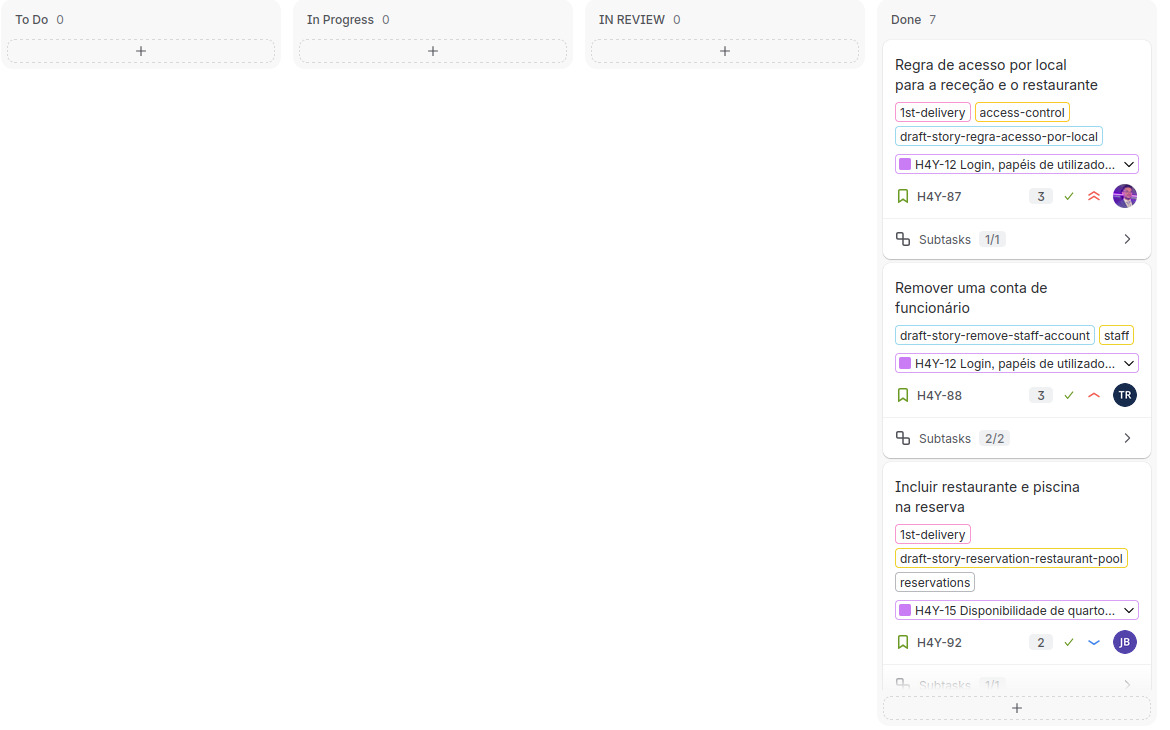 To Do 0
In Progress 0
IN REVIEW 0
Done 7
Regra de acesso por local
para a receção e o restaurante
1st-delivery access-control
draft-story-regra-acesso-por-local
H4Y-12 Login, papéis de utilizado...
H4Y-87 3
Subtasks 1/1
Remover uma conta de
funcionário
draft-story-remove-staff-account staff
H4Y-12 Login, papéis de utilizado...
H4Y-88 3 TR
Subtasks 2/2
Incluir restaurante e piscina
na reserva
1st-delivery
draft-story-reservation-restaurant-pool
reservations
H4Y-15 Disponibilidade de quarto...
H4Y-92 2 JB
Subtasks 1/1